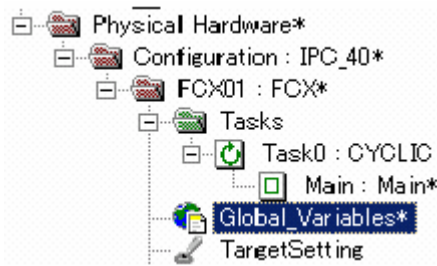 Physical Hardware*
Configuration : IPC_40*
FCX01 : FCX*
Tasks
Task0 : CYCLIC
Main : Main*
Global_Variables*
TargetSetting